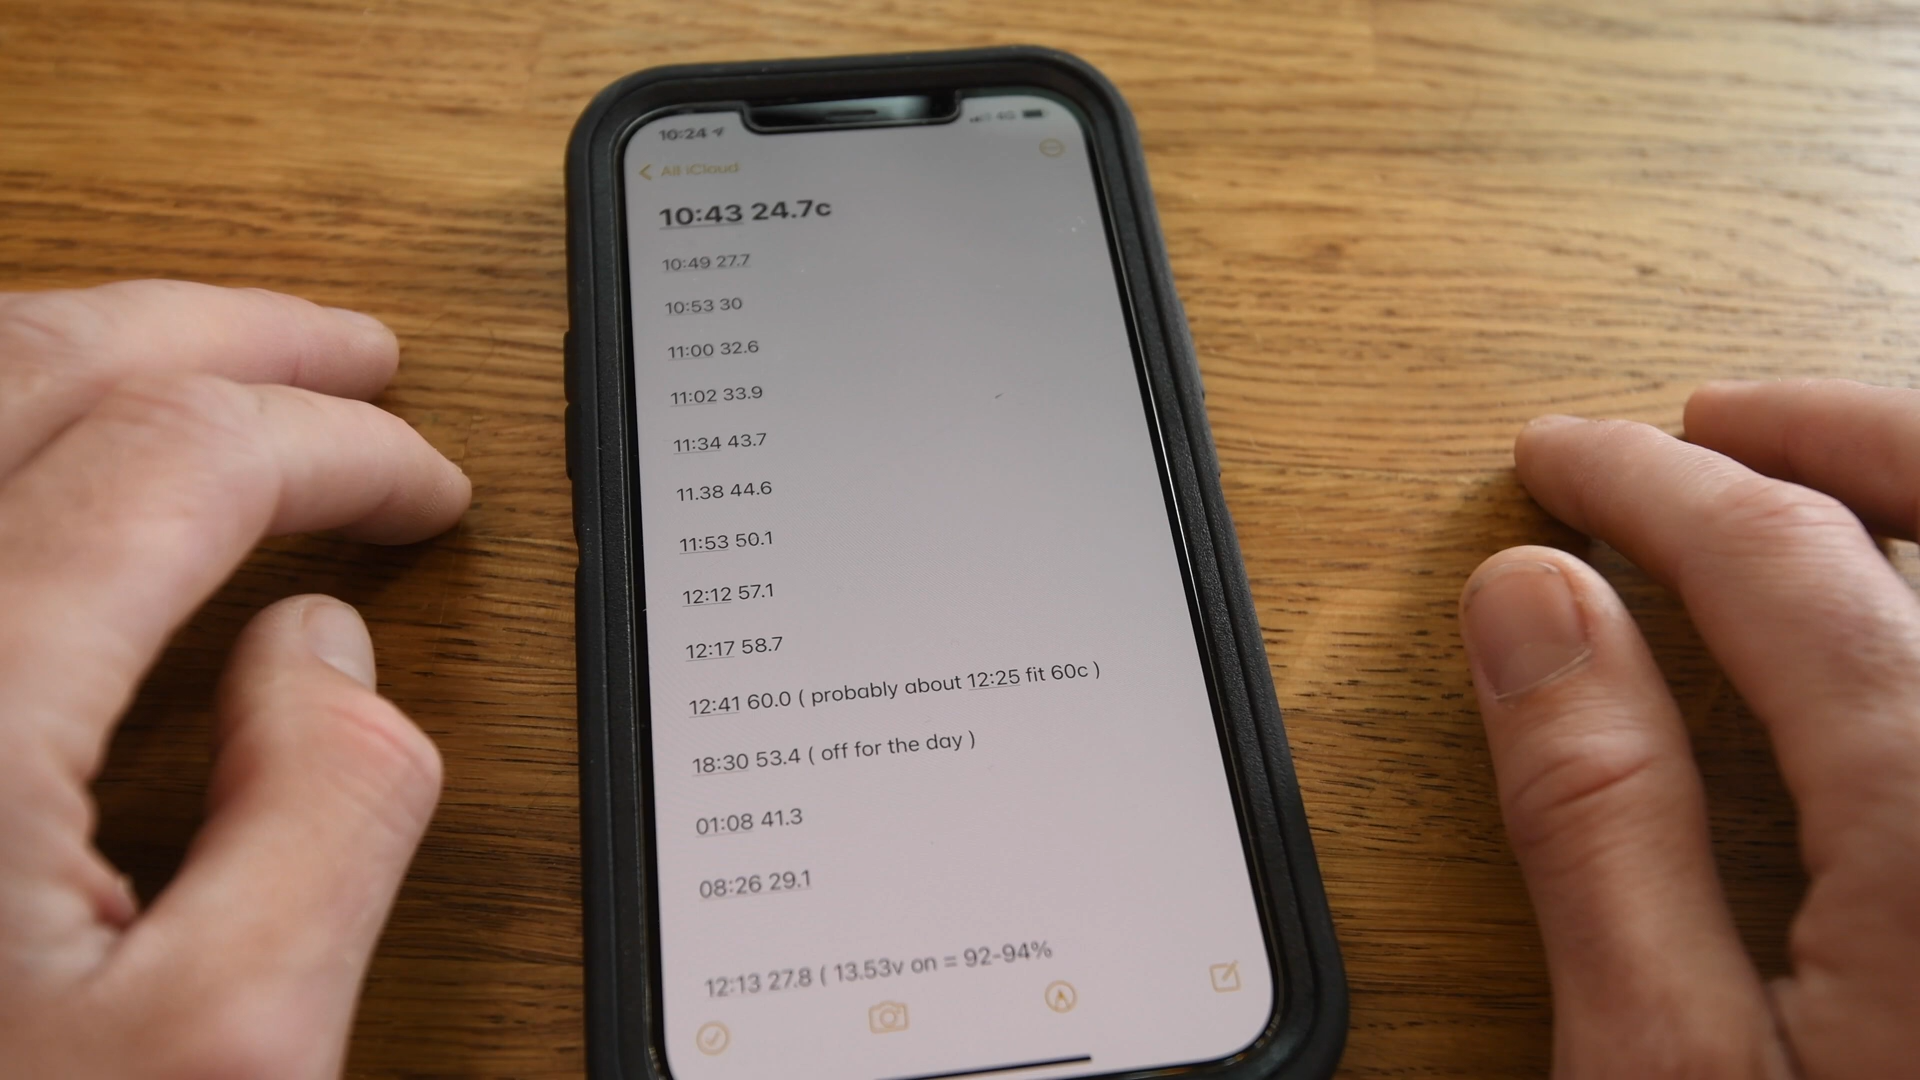 10:24
4G
All iCloud
10:43 24.7c
10:49 27.7
10:53 30
11:00 32.6
11:02 33.9
11:34 43.7
11.38 44.6
11:53 50.1
12:12 57.1
12:17 58.7
12:41 60.0 ( probably about 12:25 fit 60c )
18:30 53.4 ( off for the day )
01:08 41.3
08:26 29.1
12:13 27.8 ( 13.53v on = 92-94%